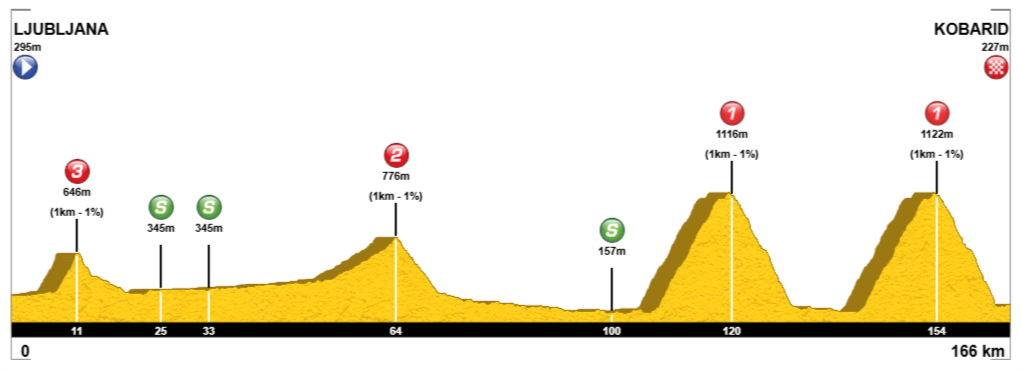 LJUBLJANA
295m
KOBARID
227m
3
646m
(1km - 1%)
S
345m
S
345m
2
776m
(1km - 1%)
S
157m
1
1116m
(1km - 1%)
1
1122m
(1km - 1%)
11
25
33
64
100
120
154
0
166 km